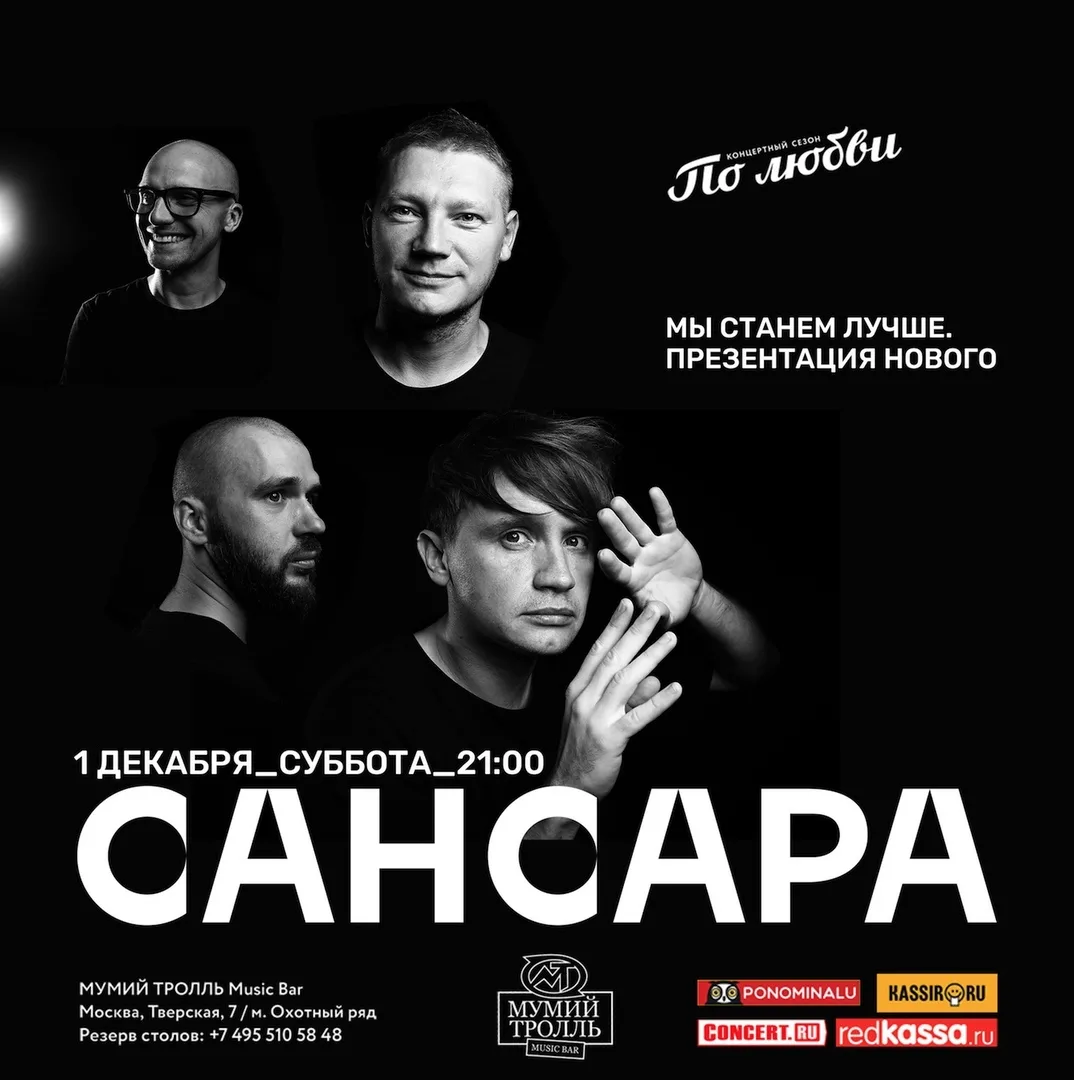 КОНЦЕРТНЫЙ СЕЗОН
По любви
МЫ СТАНЕМ ЛУЧШЕ.
ПРЕЗЕНТАЦИЯ НОВОГО
1 ДЕКАБРЯ_СУББОТА_21:00
САНСАРА
МУМИЙ ТРОЛЛЬ Music Bar
Москва, Тверская, 7 / м. Охотный ряд
Резерв столов: +7 495 510 58 48
МТ
МУМИЙ
ТРОЛЛЬ
MUSIC BAR
PONOMINALU
KASSIR RU
CONCERT.RU
redkassa.ru